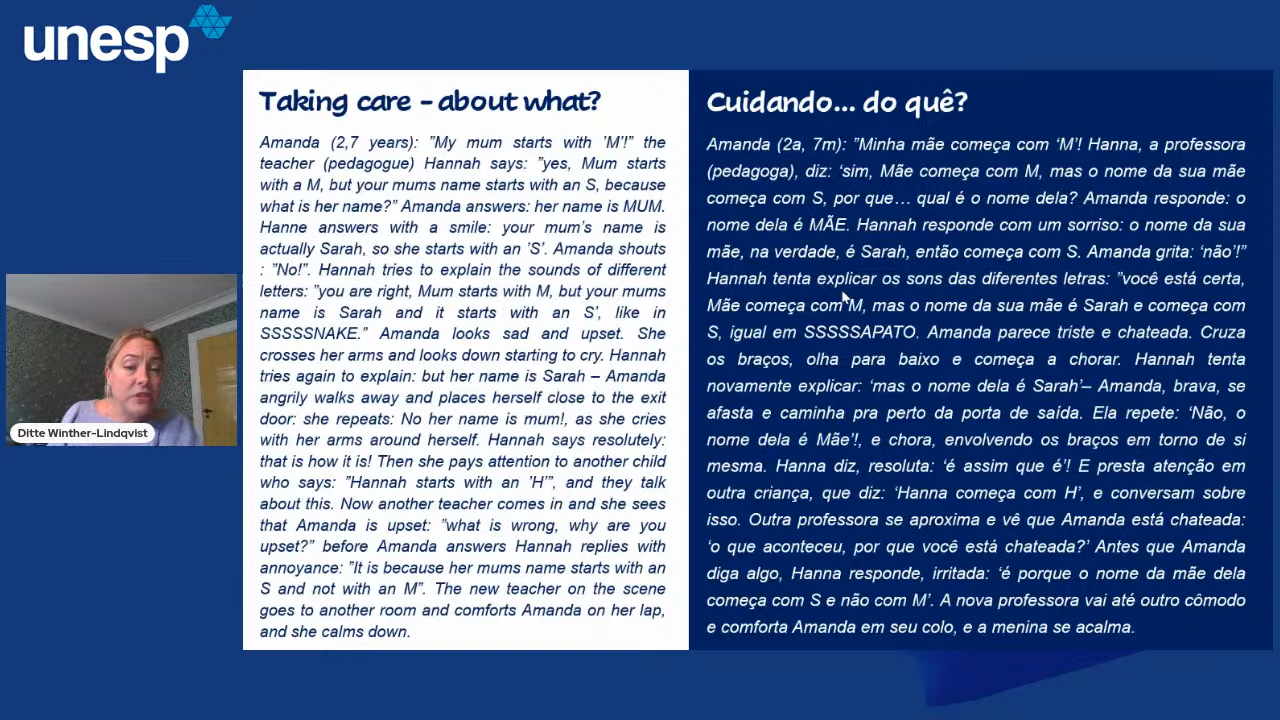 unesp
Taking care - about what?
Amanda (2,7 years): ”My mum starts with ’M’!” the
teacher (pedagogue) Hannah says: ”yes, Mum starts
with a M, but your mums name starts with an S, because
what is her name?” Amanda answers: her name is MUM.
Hanne answers with a smile: your mum’s name is
actually Sarah, so she starts with an ’S’. Amanda shouts
: ”No!”. Hannah tries to explain the sounds of different
letters: ”you are right, Mum starts with M, but your mums
name is Sarah and it starts with an S’, like in
SSSSSNAKE.” Amanda looks sad and upset. She
crosses her arms and looks down starting to cry. Hannah
tries again to explain: but her name is Sarah – Amanda
angrily walks away and places herself close to the exit
door: she repeats: No her name is mum!, as she cries
with her arms around herself. Hannah says resolutely:
that is how it is! Then she pays attention to another child
who says: ”Hannah starts with an ’H’”, and they talk
about this. Now another teacher comes in and she sees
that Amanda is upset: ”what is wrong, why are you
upset?” before Amanda answers Hannah replies with
annoyance: ”It is because her mums name starts with an
S and not with an M”. The new teacher on the scene
goes to another room and comforts Amanda on her lap,
and she calms down.
Cuidando... do quê?
Amanda (2a, 7m): ”Minha mãe começa com ‘M’! Hanna, a professora
(pedagoga), diz: ‘sim, Mãe começa com M, mas o nome da sua mãe
começa com S, por que… qual é o nome dela? Amanda responde: o
nome dela é MÃE. Hannah responde com um sorriso: o nome da sua
mãe, na verdade, é Sarah, então começa com S. Amanda grita: ‘não’!”
Hannah tenta explicar os sons das diferentes letras: ”você está certa,
Mãe começa com M, mas o nome da sua mãe é Sarah e começa com
S, igual em SSSSSAPATO. Amanda parece triste e chateada. Cruza
os braços, olha para baixo e começa a chorar. Hannah tenta
novamente explicar: ‘mas o nome dela é Sarah’– Amanda, brava, se
afasta e caminha pra perto da porta de saída. Ela repete: ‘Não, o
nome dela é Mãe’!, e chora, envolvendo os braços em torno de si
mesma. Hanna diz, resoluta: ‘é assim que é’! E presta atenção em
outra criança, que diz: ‘Hanna começa com H’, e conversam sobre
isso. Outra professora se aproxima e vê que Amanda está chateada:
‘o que aconteceu, por que você está chateada?’ Antes que Amanda
diga algo, Hanna responde, irritada: ‘é porque o nome da mãe dela
começa com S e não com M’. A nova professora vai até outro cômodo
e comforta Amanda em seu colo, e a menina se acalma.
Ditte Winther-Lindqvist